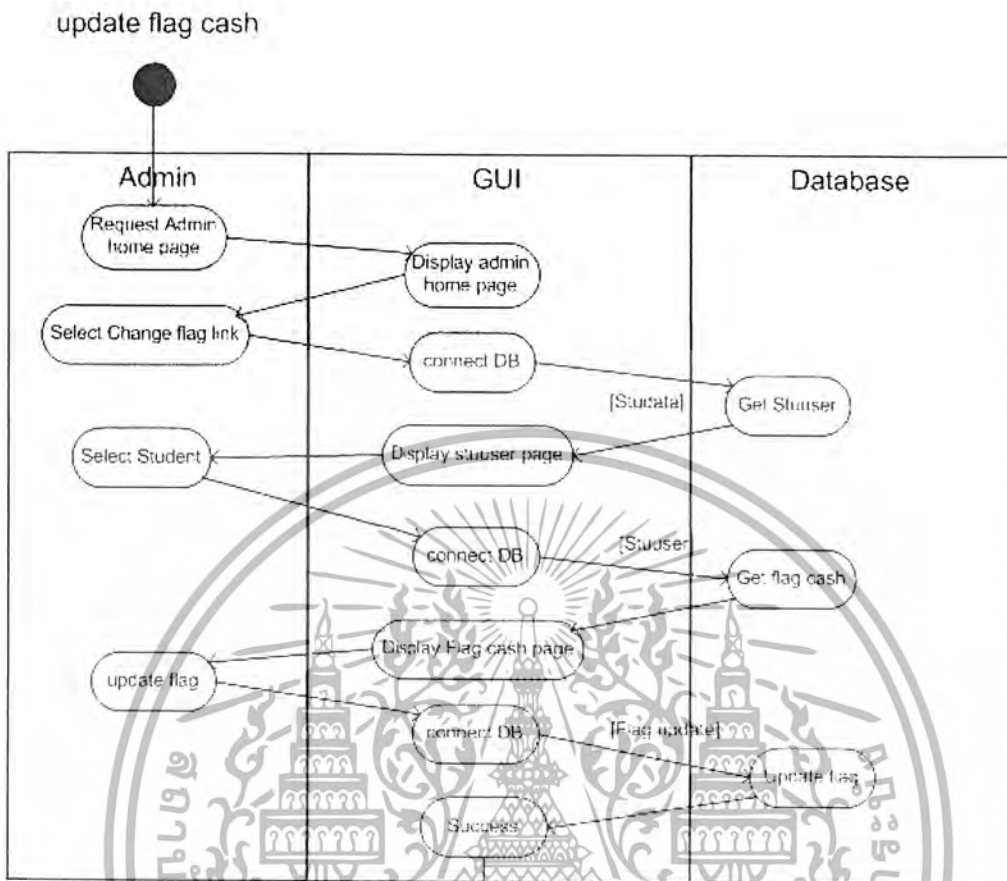 update flag cash
Admin
GUI
Database
Request Admin
home page
Display admin
home page
Select Change flag link
connect DB
[Studata]
Get Stuuser
Display stuuser page
Select Student
connect DB
[Stuuser
Get flag cash
Display Flag cash page
update flag
connect DB
[Flag update]
Update flag
Success